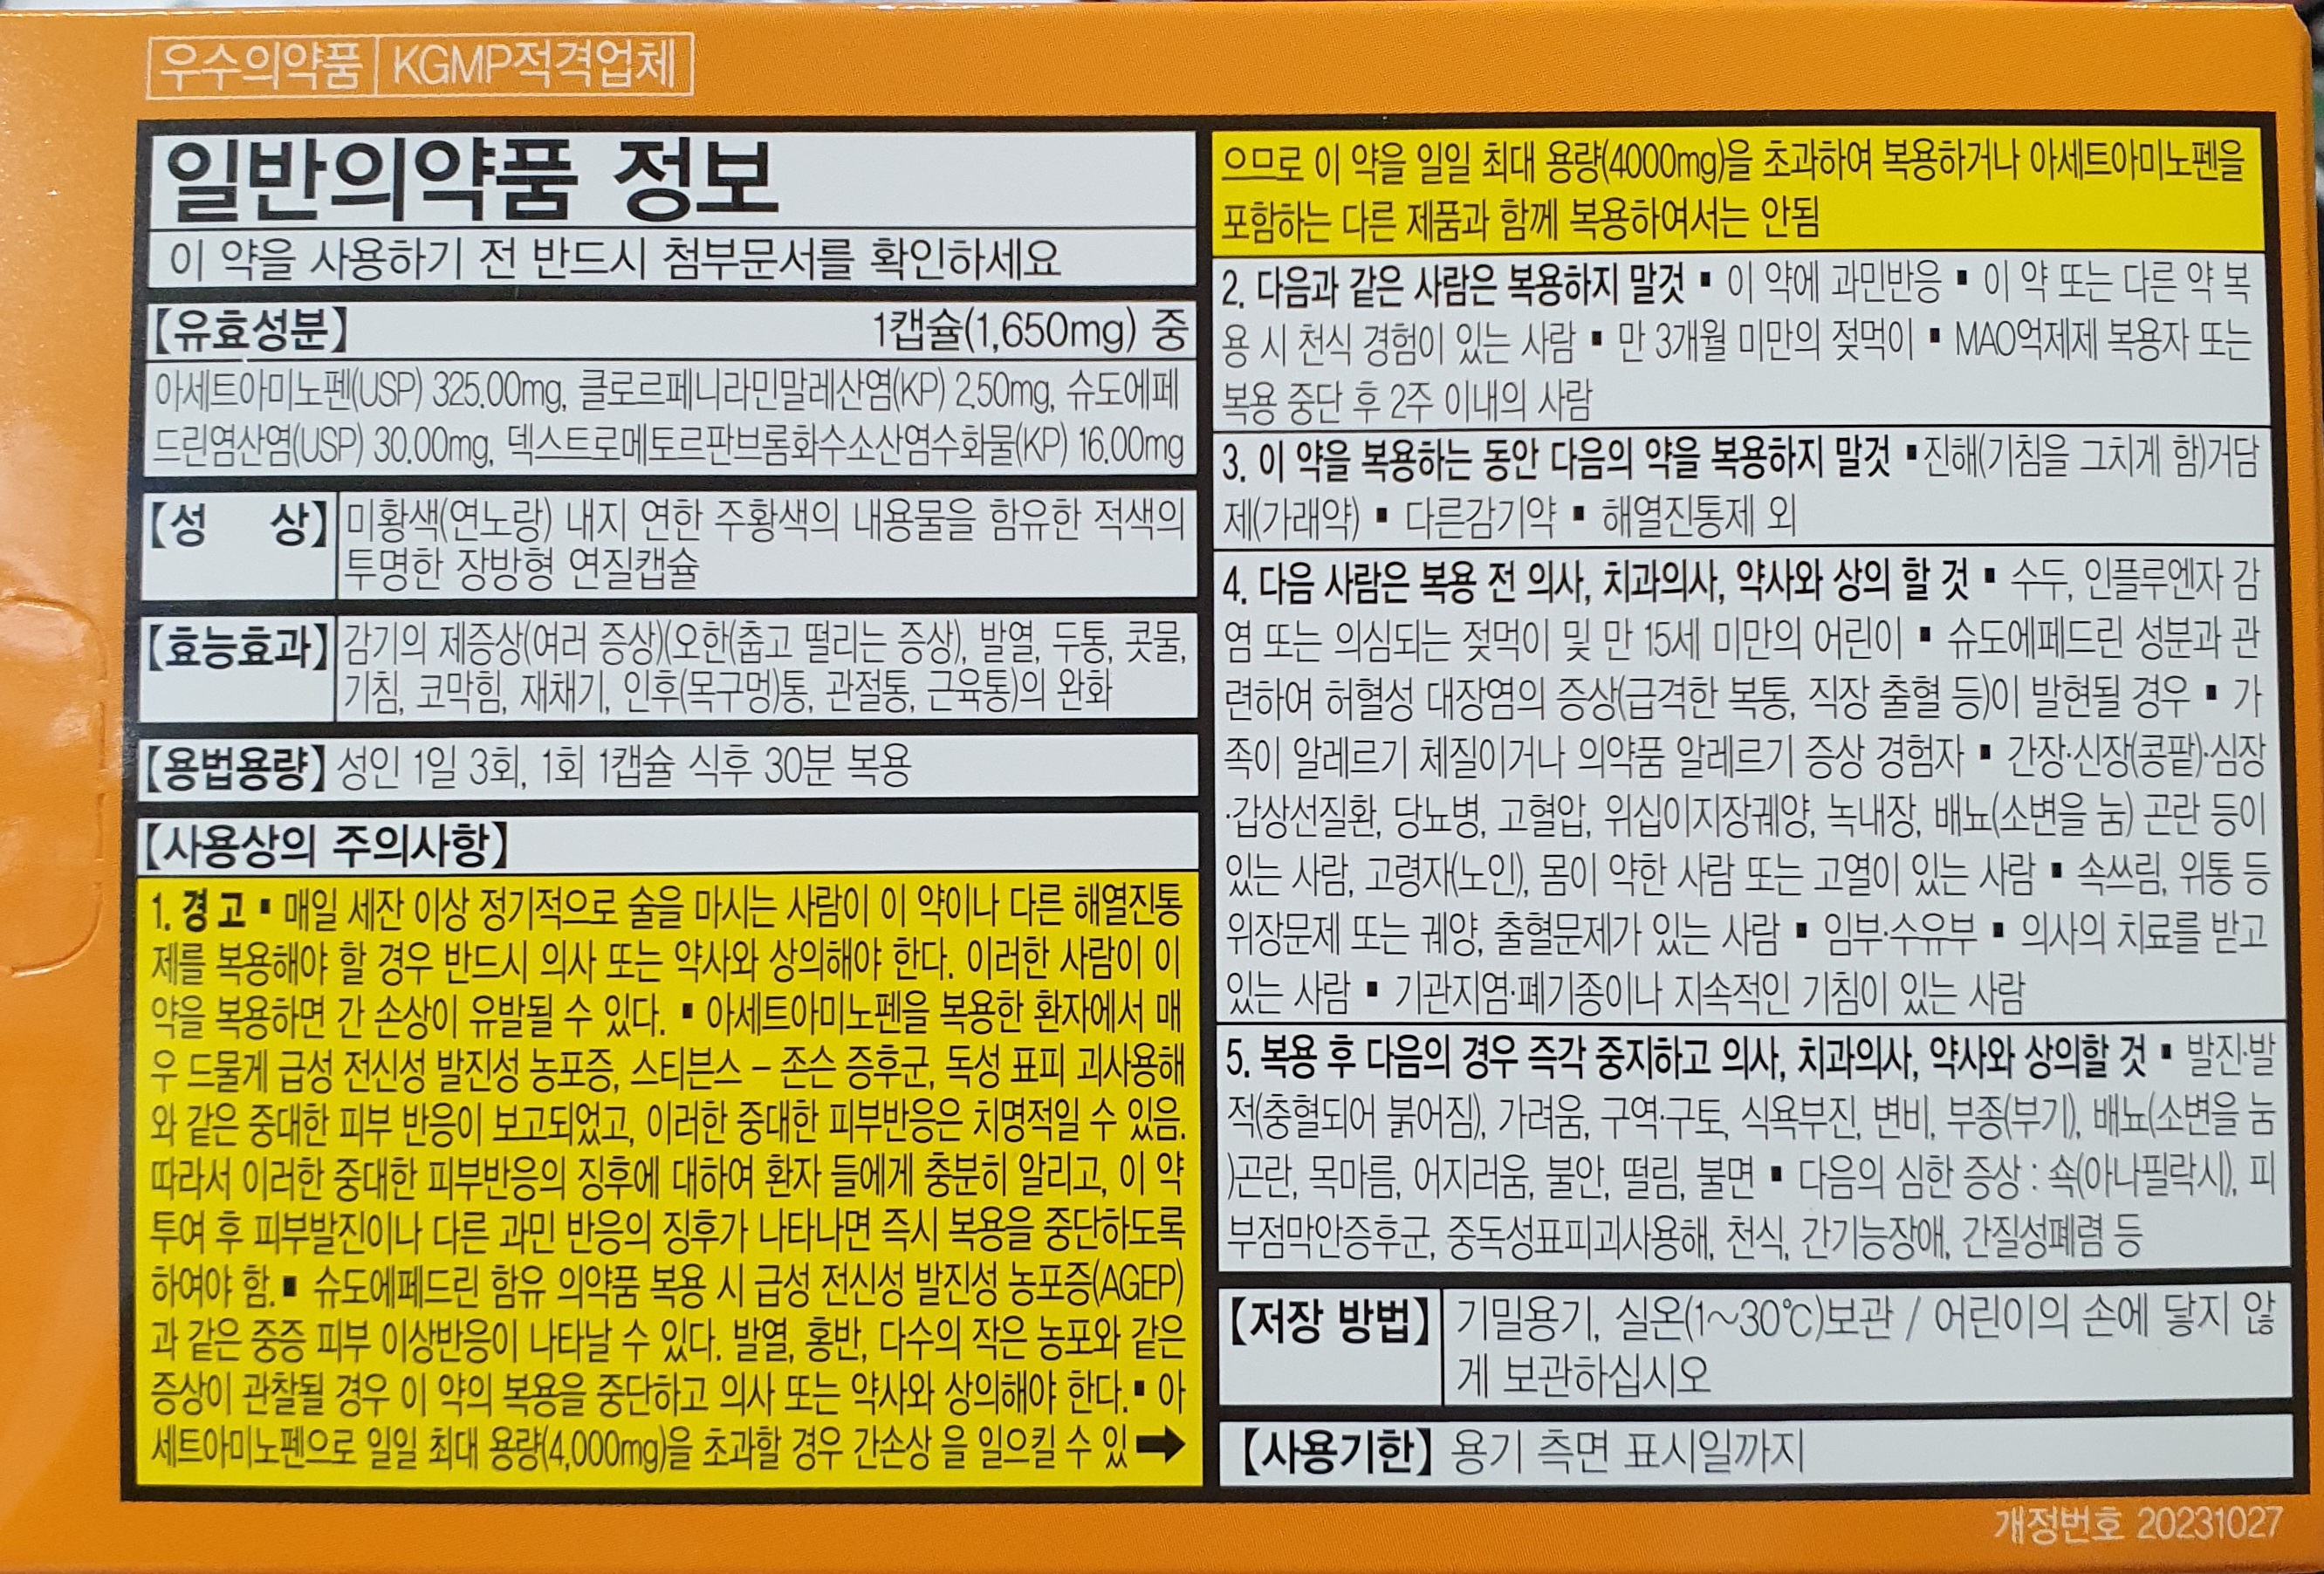 우수의약품 KGMP적격업체
일반의약품 정보
이 약을 사용하기 전 반드시 첨부문서를 확인하세요
【유효성분】 1캡슐(1,650mg) 중
아세트아미노펜(USP) 325.00mg, 클로르페니라민말레산염(KP) 2.50mg, 슈도에페
드린염산염(USP) 30.00mg, 덱스트로메토르판브롬화수소산염수화물(KP) 16.00mg
【성 상】 미황색(연노랑) 내지 연한 주황색의 내용물을 함유한 적색의
투명한 장방형 연질캡슐
【효능효과】 감기의 제증상(여러 증상)(오한(춥고 떨리는 증상), 발열, 두통, 콧물,
기침, 코막힘, 재채기, 인후(목구멍)통, 관절통, 근육통)의 완화
【용법용량】 성인 1일 3회, 1회 1캡슐 식후 30분 복용
【사용상의 주의사항】
1. 경 고 ▪ 매일 세잔 이상 정기적으로 술을 마시는 사람이 이 약이나 다른 해열진통
제를 복용해야 할 경우 반드시 의사 또는 약사와 상의해야 한다. 이러한 사람이 이
약을 복용하면 간 손상이 유발될 수 있다. ▪ 아세트아미노펜을 복용한 환자에서 매
우 드물게 급성 전신성 발진성 농포증, 스티븐스 – 존슨 증후군, 독성 표피 괴사용해
와 같은 중대한 피부 반응이 보고되었고, 이러한 중대한 피부반응은 치명적일 수 있음.
따라서 이러한 중대한 피부반응의 징후에 대하여 환자 들에게 충분히 알리고, 이 약
투여 후 피부발진이나 다른 과민 반응의 징후가 나타나면 즉시 복용을 중단하도록
하여야 함. ▪ 슈도에페드린 함유 의약품 복용 시 급성 전신성 발진성 농포증(AGEP)
과 같은 중증 피부 이상반응이 나타날 수 있다. 발열, 홍반, 다수의 작은 농포와 같은
증상이 관찰될 경우 이 약의 복용을 중단하고 의사 또는 약사와 상의해야 한다. ▪ 아
세트아미노펜으로 일일 최대 용량(4,000mg)을 초과할 경우 간손상 을 일으킬 수 있 ➡
으므로 이 약을 일일 최대 용량(4000mg)을 초과하여 복용하거나 아세트아미노펜을
포함하는 다른 제품과 함께 복용하여서는 안됨
2. 다음과 같은 사람은 복용하지 말것 ▪ 이 약에 과민반응 ▪ 이 약 또는 다른 약 복
용 시 천식 경험이 있는 사람 ▪ 만 3개월 미만의 젖먹이 ▪ MAO억제제 복용자 또는
복용 중단 후 2주 이내의 사람
3. 이 약을 복용하는 동안 다음의 약을 복용하지 말것 ▪진해(기침을 그치게 함)거담
제(가래약) ▪ 다른감기약 ▪ 해열진통제 외
4. 다음 사람은 복용 전 의사, 치과의사, 약사와 상의 할 것 ▪ 수두, 인플루엔자 감
염 또는 의심되는 젖먹이 및 만 15세 미만의 어린이 ▪ 슈도에페드린 성분과 관
련하여 허혈성 대장염의 증상(급격한 복통, 직장 출혈 등)이 발현될 경우 ▪ 가
족이 알레르기 체질이거나 의약품 알레르기 증상 경험자 ▪ 간장·신장(콩팥)·심장
·갑상선질환, 당뇨병, 고혈압, 위십이지장궤양, 녹내장, 배뇨(소변을 눔) 곤란 등이
있는 사람, 고령자(노인), 몸이 약한 사람 또는 고열이 있는 사람 ▪ 속쓰림, 위통 등
위장문제 또는 궤양, 출혈문제가 있는 사람 ▪ 임부·수유부 ▪ 의사의 치료를 받고
있는 사람 ▪ 기관지염·폐기종이나 지속적인 기침이 있는 사람
5. 복용 후 다음의 경우 즉각 중지하고 의사, 치과의사, 약사와 상의할 것 ▪ 발진·발
적(충혈되어 붉어짐), 가려움, 구역·구토, 식욕부진, 변비, 부종(부기), 배뇨(소변을 눔
)곤란, 목마름, 어지러움, 불안, 떨림, 불면 ▪ 다음의 심한 증상 : 쇽(아나필락시), 피
부점막안증후군, 중독성표피괴사용해, 천식, 간기능장애, 간질성폐렴 등
【저장 방법】 기밀용기, 실온(1~30℃)보관 / 어린이의 손에 닿지 않
게 보관하십시오
【사용기한】 용기 측면 표시일까지
개정번호 20231027